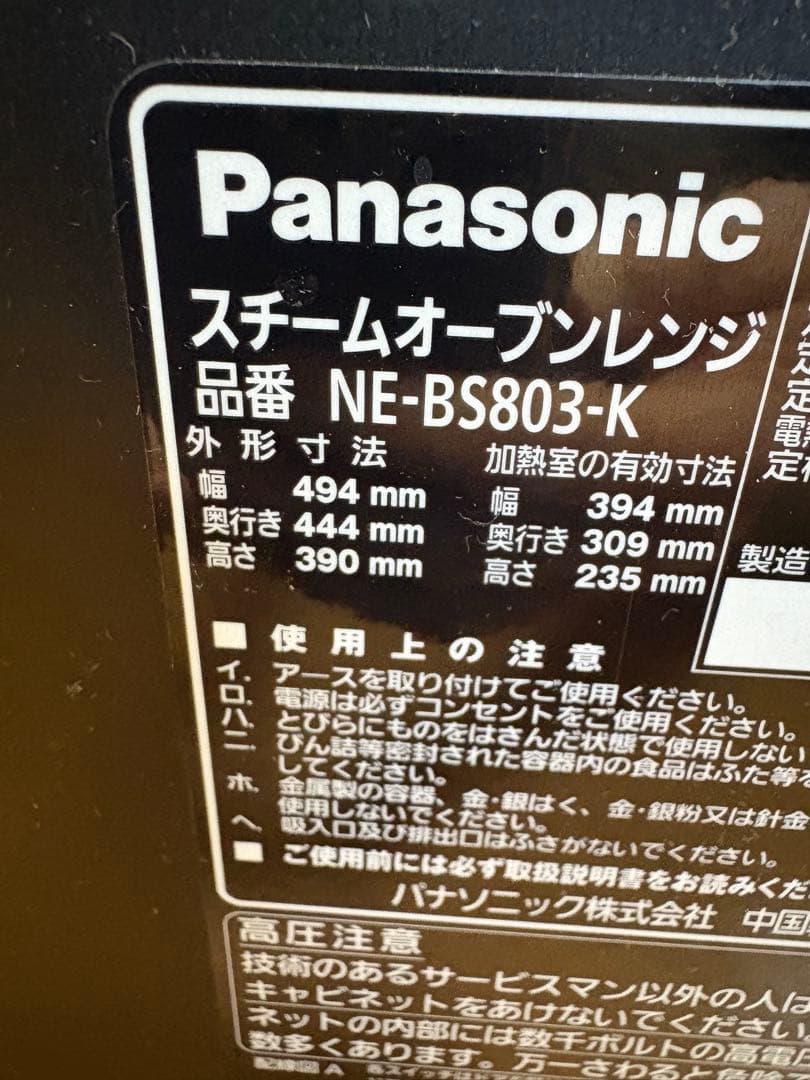 Panasonic
スチームオーブンレンジ
品番 NE-BS803-K
外形寸法
幅 494 mm
奥行き 444 mm
高さ 390 mm
加熱室の有効寸法
幅 394 mm
奥行き 309 mm
高さ 235 mm
製造
■ 使用上の注意
イ. アースを取り付けてご使用ください。
ロ. 電源は必ずコンセントをご使用ください。
ハ. とびらにものをはさんだ状態で使用しない
ニ. びん詰等密封された容器内の食品はふた等を
してください。
ホ. 金属製の容器、金・銀はく、金・銀粉又は針金
使用しないでください。
ヘ. 吸入口及び排出口はふさがないでください。
■ ご使用前には必ず取扱説明書をお読みくだ
パナソニック株式会社 中国
高圧注意
技術のあるサービスマン以外の人は
キャビネットをあけないでください
ネットの内部には数千ボルトの高電圧
数多くあります。万一さわると危険
配線図 A